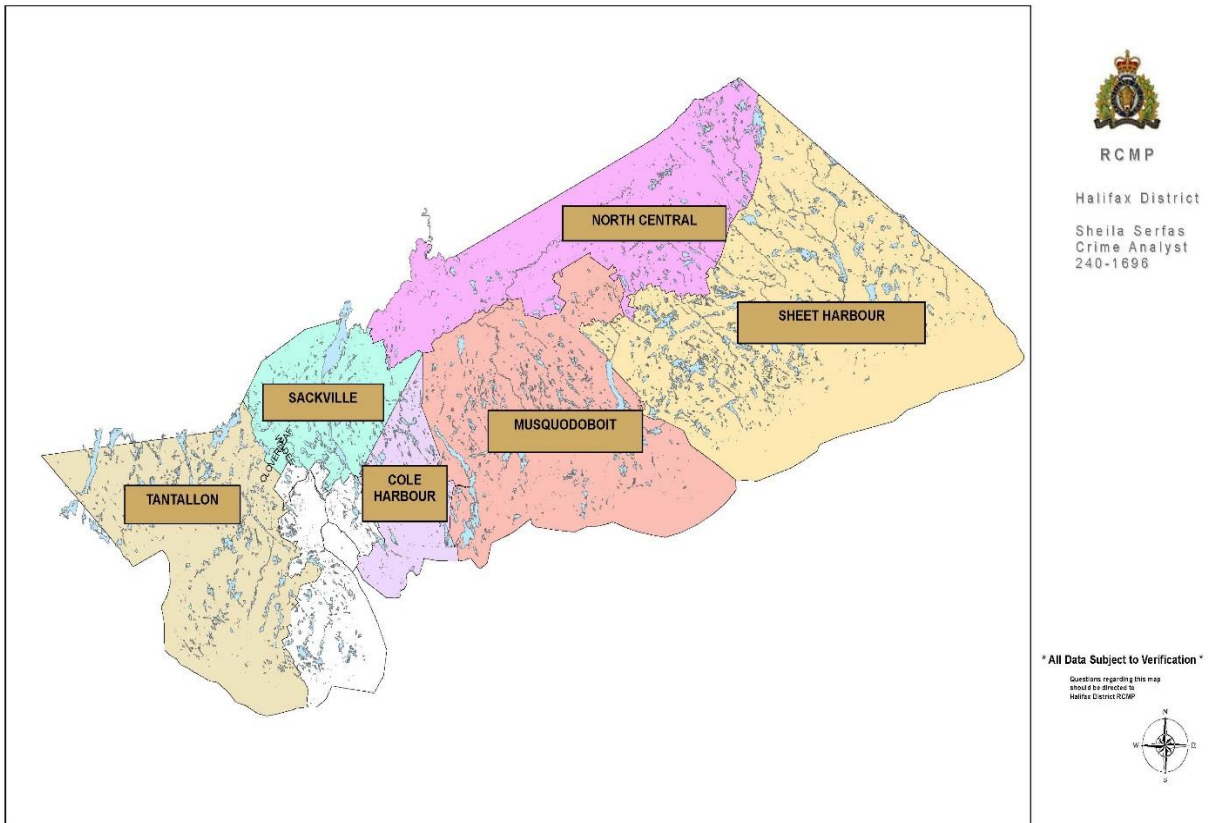 NORTH CENTRAL
SHEET HARBOUR
SACKVILLE
MUSQUODOBOIT
COLE
HARBOUR
TANTALLON
RCMP
Halifax District
Sheila Serfas
Crime Analyst
240-1696
* All Data Subject to Verification *
Questions regarding this map
should be directed to
Halifax District RCMP
N
W
E
S